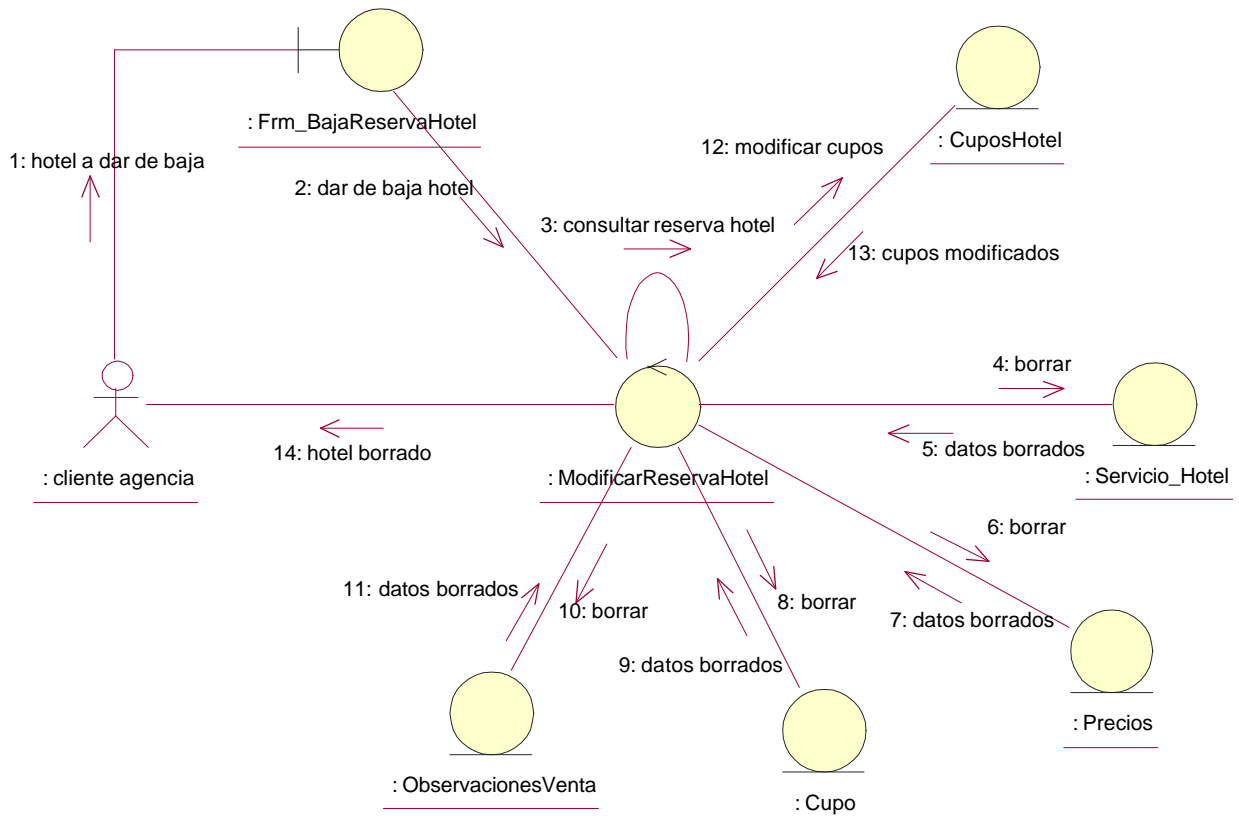 : Frm_BajaReservaHotel
: CuposHotel
1: hotel a dar de baja
12: modificar cupos
2: dar de baja hotel
3: consultar reserva hotel
13: cupos modificados
4: borrar
14: hotel borrado
5: datos borrados
: cliente agencia
: ModificarReservaHotel
: Servicio_Hotel
6: borrar
11: datos borrados
10: borrar
8: borrar
7: datos borrados
9: datos borrados
: Precios
: ObservacionesVenta
: Cupo